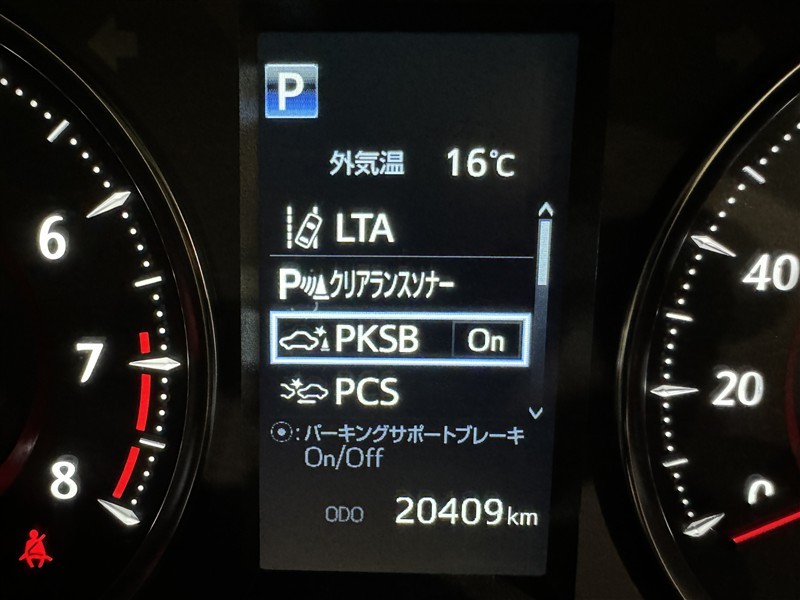 P
外気温 16℃
LTA
Pクリアランスソナー
PKSB On
PCS
:パーキングサポートブレーキ
On/Off
ODO 20409km
6
7
8
40
20
0